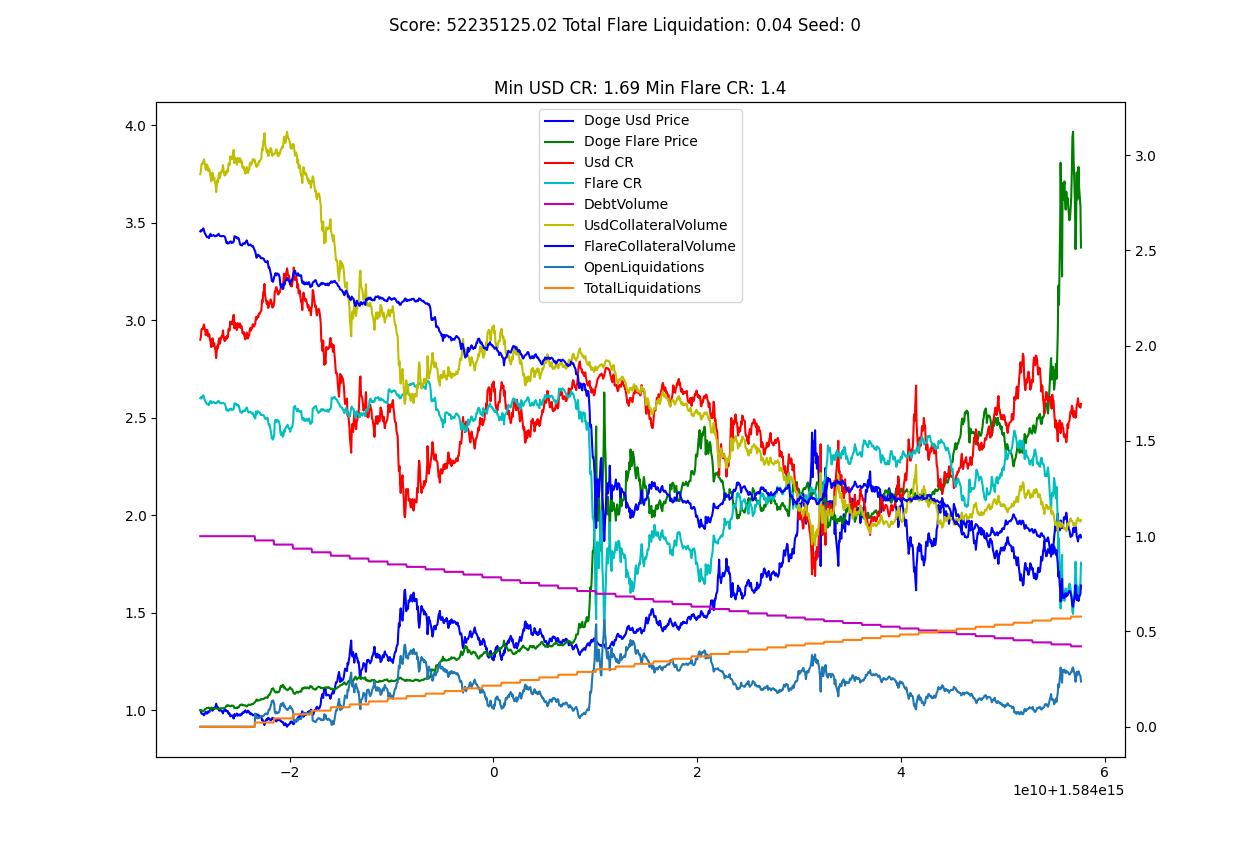 Score: 52235125.02 Total Flare Liquidation: 0.04 Seed: 0
Min USD CR: 1.69 Min Flare CR: 1.4
Doge Usd Price
Doge Flare Price
Usd CR
Flare CR
DebtVolume
UsdCollateralVolume
FlareCollateralVolume
OpenLiquidations
TotalLiquidations
4.0
3.5
3.0
2.5
2.0
1.5
1.0
3.0
2.5
2.0
1.5
1.0
0.5
0.0
−2 0 2 4 6
1e10+1.584e15